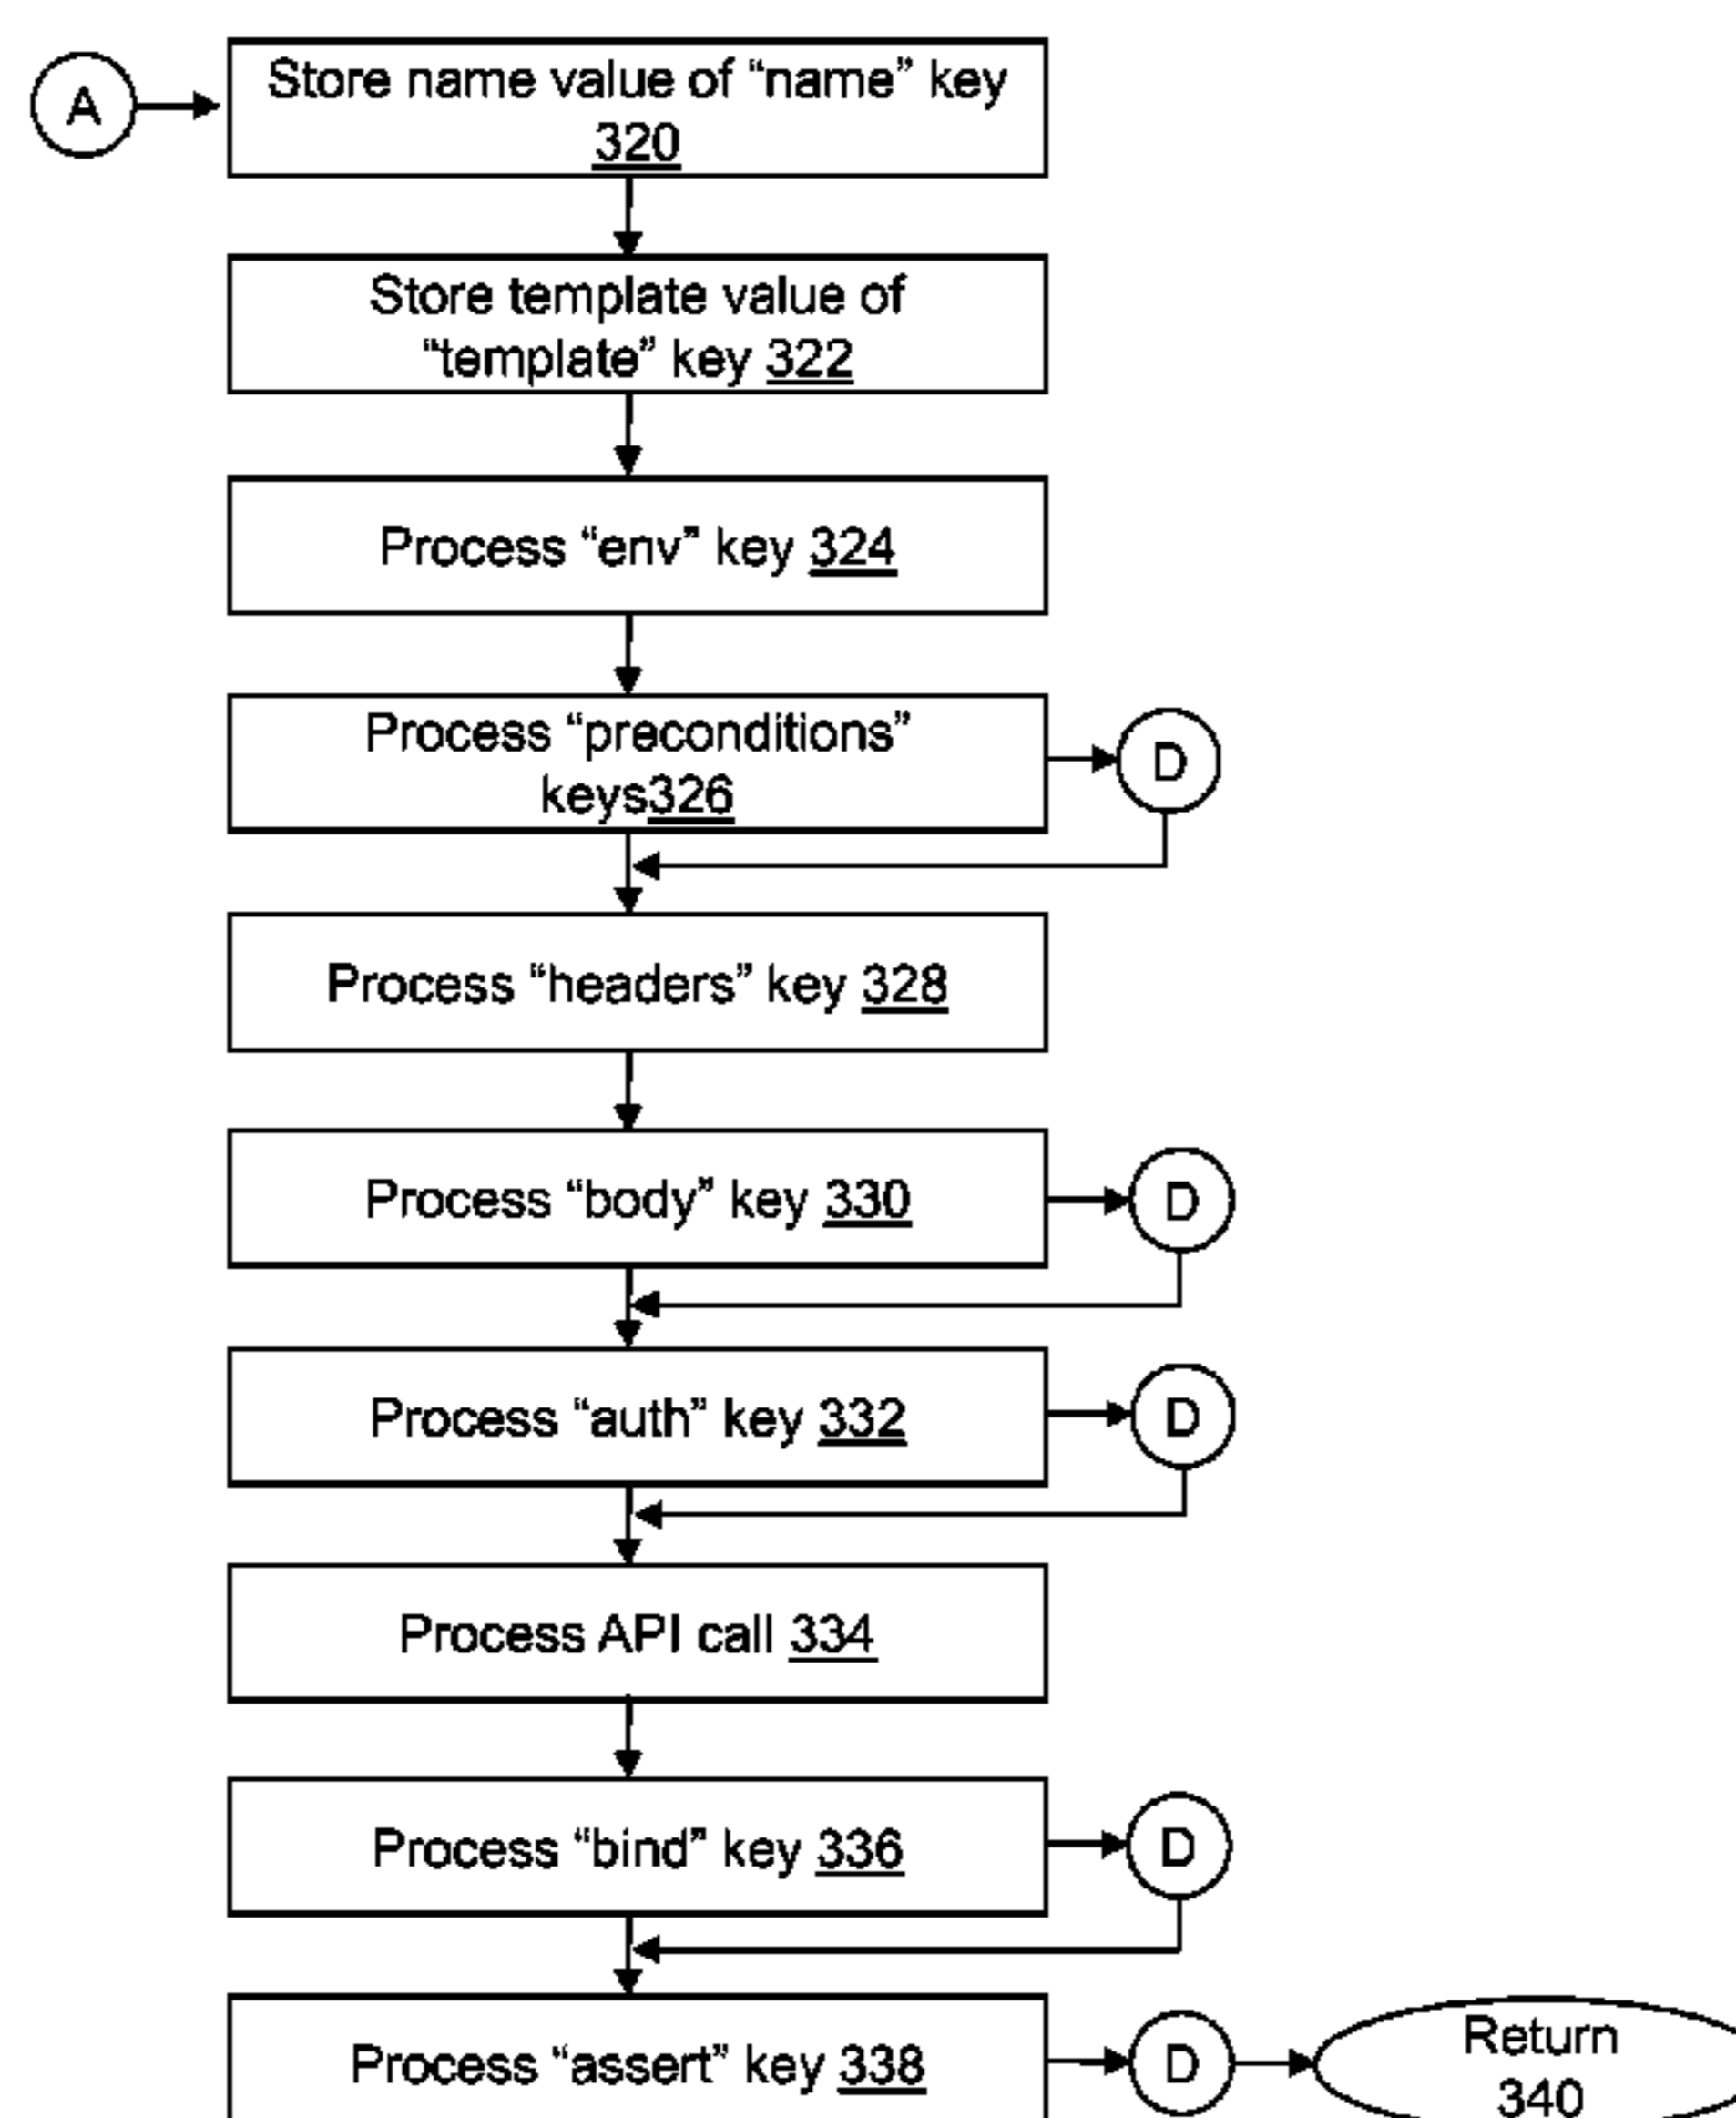 A
Store name value of “name” key
320
Store template value of
“template” key 322
Process “env” key 324
Process “preconditions”
keys326
D
Process “headers” key 328
Process “body” key 330
D
Process “auth” key 332
D
Process API call 334
Process “bind” key 336
D
Process “assert” key 338
D
Return
340